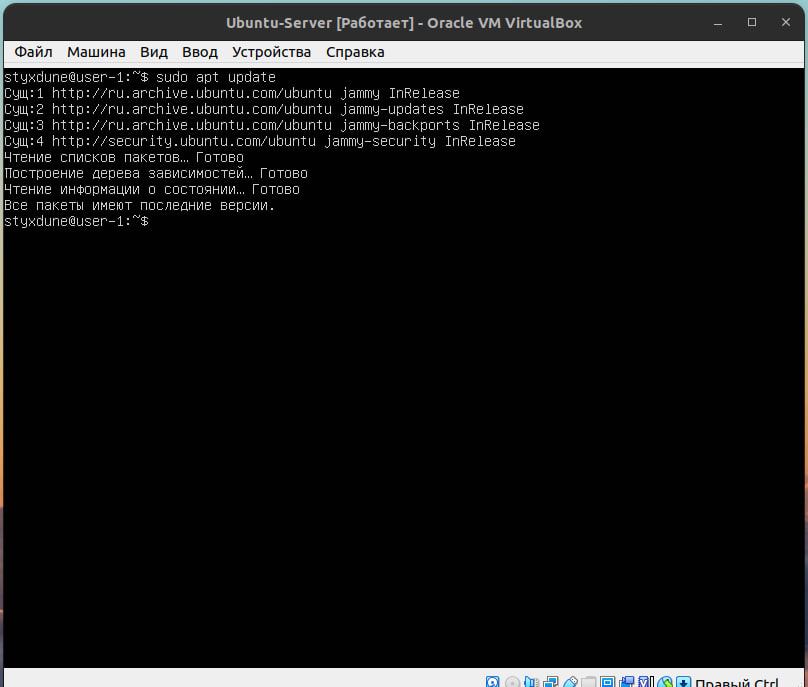 Ubuntu-Server [Работает] - Oracle VM VirtualBox
Файл Машина Вид Ввод Устройства Справка
styxdune@user-1:~$ sudo apt update
Сущ:1 http://ru.archive.ubuntu.com/ubuntu jammy InRelease
Сущ:2 http://ru.archive.ubuntu.com/ubuntu jammy-updates InRelease
Сущ:3 http://ru.archive.ubuntu.com/ubuntu jammy-backports InRelease
Сущ:4 http://security.ubuntu.com/ubuntu jammy-security InRelease
Чтение списков пакетов… Готово
Построение дерева зависимостей… Готово
Чтение информации о состоянии… Готово
Все пакеты имеют последние версии.
styxdune@user-1:~$
Правый Ctrl